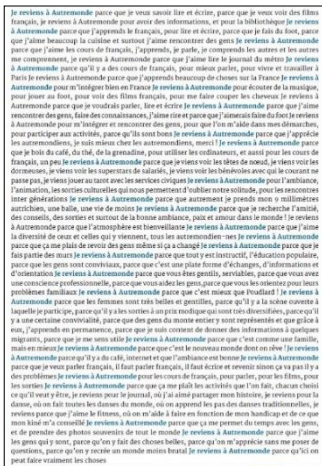 Je reviens à Autremonde parce que je veux savoir lire et écrire, parce que je veux voir des films
français, je reviens à Autremonde pour avoir des informations, et pour la bibliothèque Je reviens
à Autremonde parce que j'apprends le français, pour lire et écrire, parce que je fais du foot, parce
que j'aime beaucoup la cuisine et surtout j'aime rencontrer des gens Je reviens à Autremonde
parce que j'aime les cours de français, j'apprends, je parle, je comprends les autres et les autres
me comprennent, je reviens à Autremonde parce que j'aime lire le journal du métro Je reviens
à Autremonde parce qu'il y a des cours de français, pour mieux parler, pour vivre et travailler à
Paris Je reviens à Autremonde parce que j'apprends beaucoup de choses sur la France Je reviens à
Autremonde pour m'intégrer bien en France Je reviens à Autremonde pour écouter de la musique,
pour jouer au foot, pour voir des films français, pour me faire couper les cheveux Je reviens à
Autremonde parce que je voudrais parler, lire et écrire Je reviens à Autremonde parce que j'aime
rencontrer des gens, faire des connaissances, j'aime rire et parce que j'aimerais faire du foot Je reviens
à Autremonde pour m'intégrer et rencontrer des gens, pour que l'on m'aide dans mes démarches,
pour participer aux activités, parce qu'ils sont bons Je reviens à Autremonde parce que j'apprécie
les autremondiens, je suis mieux chez les autremondiens, merci ! Je reviens à Autremonde parce
que je bois du café, du thé, de la grenadine, pour utiliser les ordinateurs, et aussi pour les cours de
français, un peu Je reviens à Autremonde parce que je viens voir les têtes de nœud, je viens voir les
dormeuses, je viens voir les superstars de salariés, je viens voir les bénévoles avec qui le courant ne
passe pas, je viens jouer au tarot avec les services civiques Je reviens à Autremonde pour l'ambiance,
l'animation, les sorties culturelles qui nous permettent d'oublier notre solitude, pour les rencontres
inter générations Je reviens à Autremonde parce que autrement je prends mon 9 millimètres
autrichien, une balle, une vie de moins Je reviens à Autremonde parce que je recherche l'amitié,
des conseils, des sorties et surtout de la bonne ambiance, paix et amour dans le monde ! Je reviens
à Autremonde parce que l'atmosphère est bienveillante Je reviens à Autremonde parce que j'aime
la diversité de ceux et celles qui y viennent, tous les autremondien-nes Je reviens à Autremonde
parce que ça me plaît de revoir des gens même si ça a changé Je reviens à Autremonde parce que je
fais partie des murs Je reviens à Autremonde parce que tout y est instructif, l'éducation populaire,
parce que les gens sont conviviaux, parce que c'est une plate forme d'échanges, d'informations et
d'orientation Je reviens à Autremonde parce que vous êtes gentils, serviables, parce que vous avez
une conscience professionnelle, parce que vous aidez les gens, parce que vous les orientez pour leurs
problèmes familiaux Je reviens à Autremonde parce que c'est mieux que Pradhard ! Je reviens à
Autremonde parce que les femmes sont très belles et gentilles, parce qu'il y a la scène ouverte à
laquelle je participe, parce qu'il y a les sorties à un prix modique qui sont très diversifiées, parce qu'il
y a une certaine convivialité, parce que des gens du monde entier y sont représentés et que grâce à
eux, j'apprends en permanence, parce que je suis content de donner des informations à quelques
migrants, parce que je me sens utile Je reviens à Autremonde parce que c'est comme une famille,
mais en mieux Je reviens à Autremonde parce que c'est le nouveau monde dont on rêve ! Je reviens
à Autremonde parce qu'il y a du café, internet et que l'ambiance est bonne Je reviens à Autremonde
parce que je veux parler français, il faut parler français, il faut écrire et revenir sinon ça va pas il y a
des problèmes Je reviens à Autremonde pour les cours de français, pour parler, pour les films, pour
les sorties Je reviens à Autremonde parce que ça me plaît les activités que l'on fait, chacun choisi
ce qu'il veut y être, je reviens pour le journal, où j'ai aimé partager mon histoire, je reviens pour la
danse, où on fait toutes les danses du monde, où on apprend les pas des danses traditionnelles, je
reviens parce que j'aime le fitness, où on m'aide à faire en fonction de mon handicap et de ce que
mon kiné m'a conseillé Je reviens à Autremonde parce que ça me permet du temps avec les gens,
et de prendre des photos souvenirs de tout le monde Je reviens à Autremonde parce que j'aime
les gens qui y sont, parce qu'on y fait des choses belles, parce qu'on m'apprécie sans me poser de
questions, parce qu'on y recrée un monde moins brutal Je reviens à Autremonde parce qu'ici on
peut faire vraiment les choses